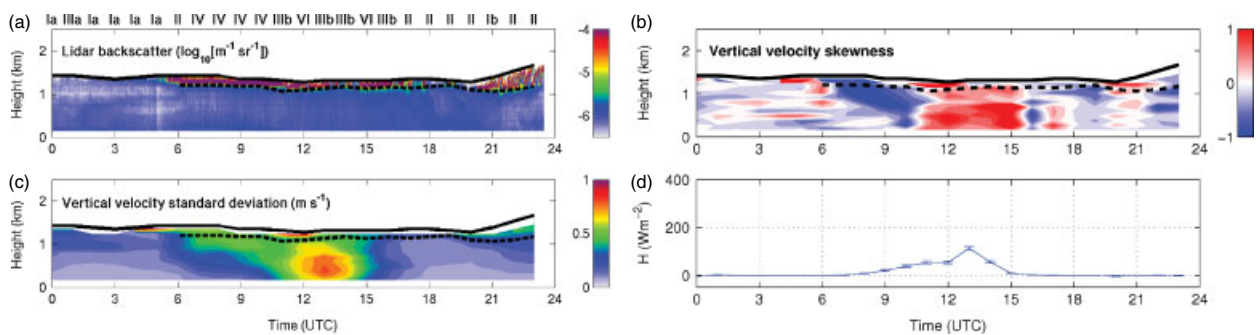 Ia IIIa Ia Ia Ia II IV IV IV IV IIIb VI IIIb IIIb VI IIIb II II II II Ib II II
(a)
Lidar backscatter (log10[m-1 sr-1])
Height (km)
2
1
0
0 3 6 9 12 15 18 21 24
-4
-5
-6
(b)
Vertical velocity skewness
Height (km)
2
1
0
0 3 6 9 12 15 18 21 24
1
0
-1
(c)
Vertical velocity standard deviation (m s-1)
Height (km)
2
1
0
0 3 6 9 12 15 18 21 24
Time (UTC)
1
0.5
0
(d)
H (Wm-2)
400
200
0
0 3 6 9 12 15 18 21 24
Time (UTC)